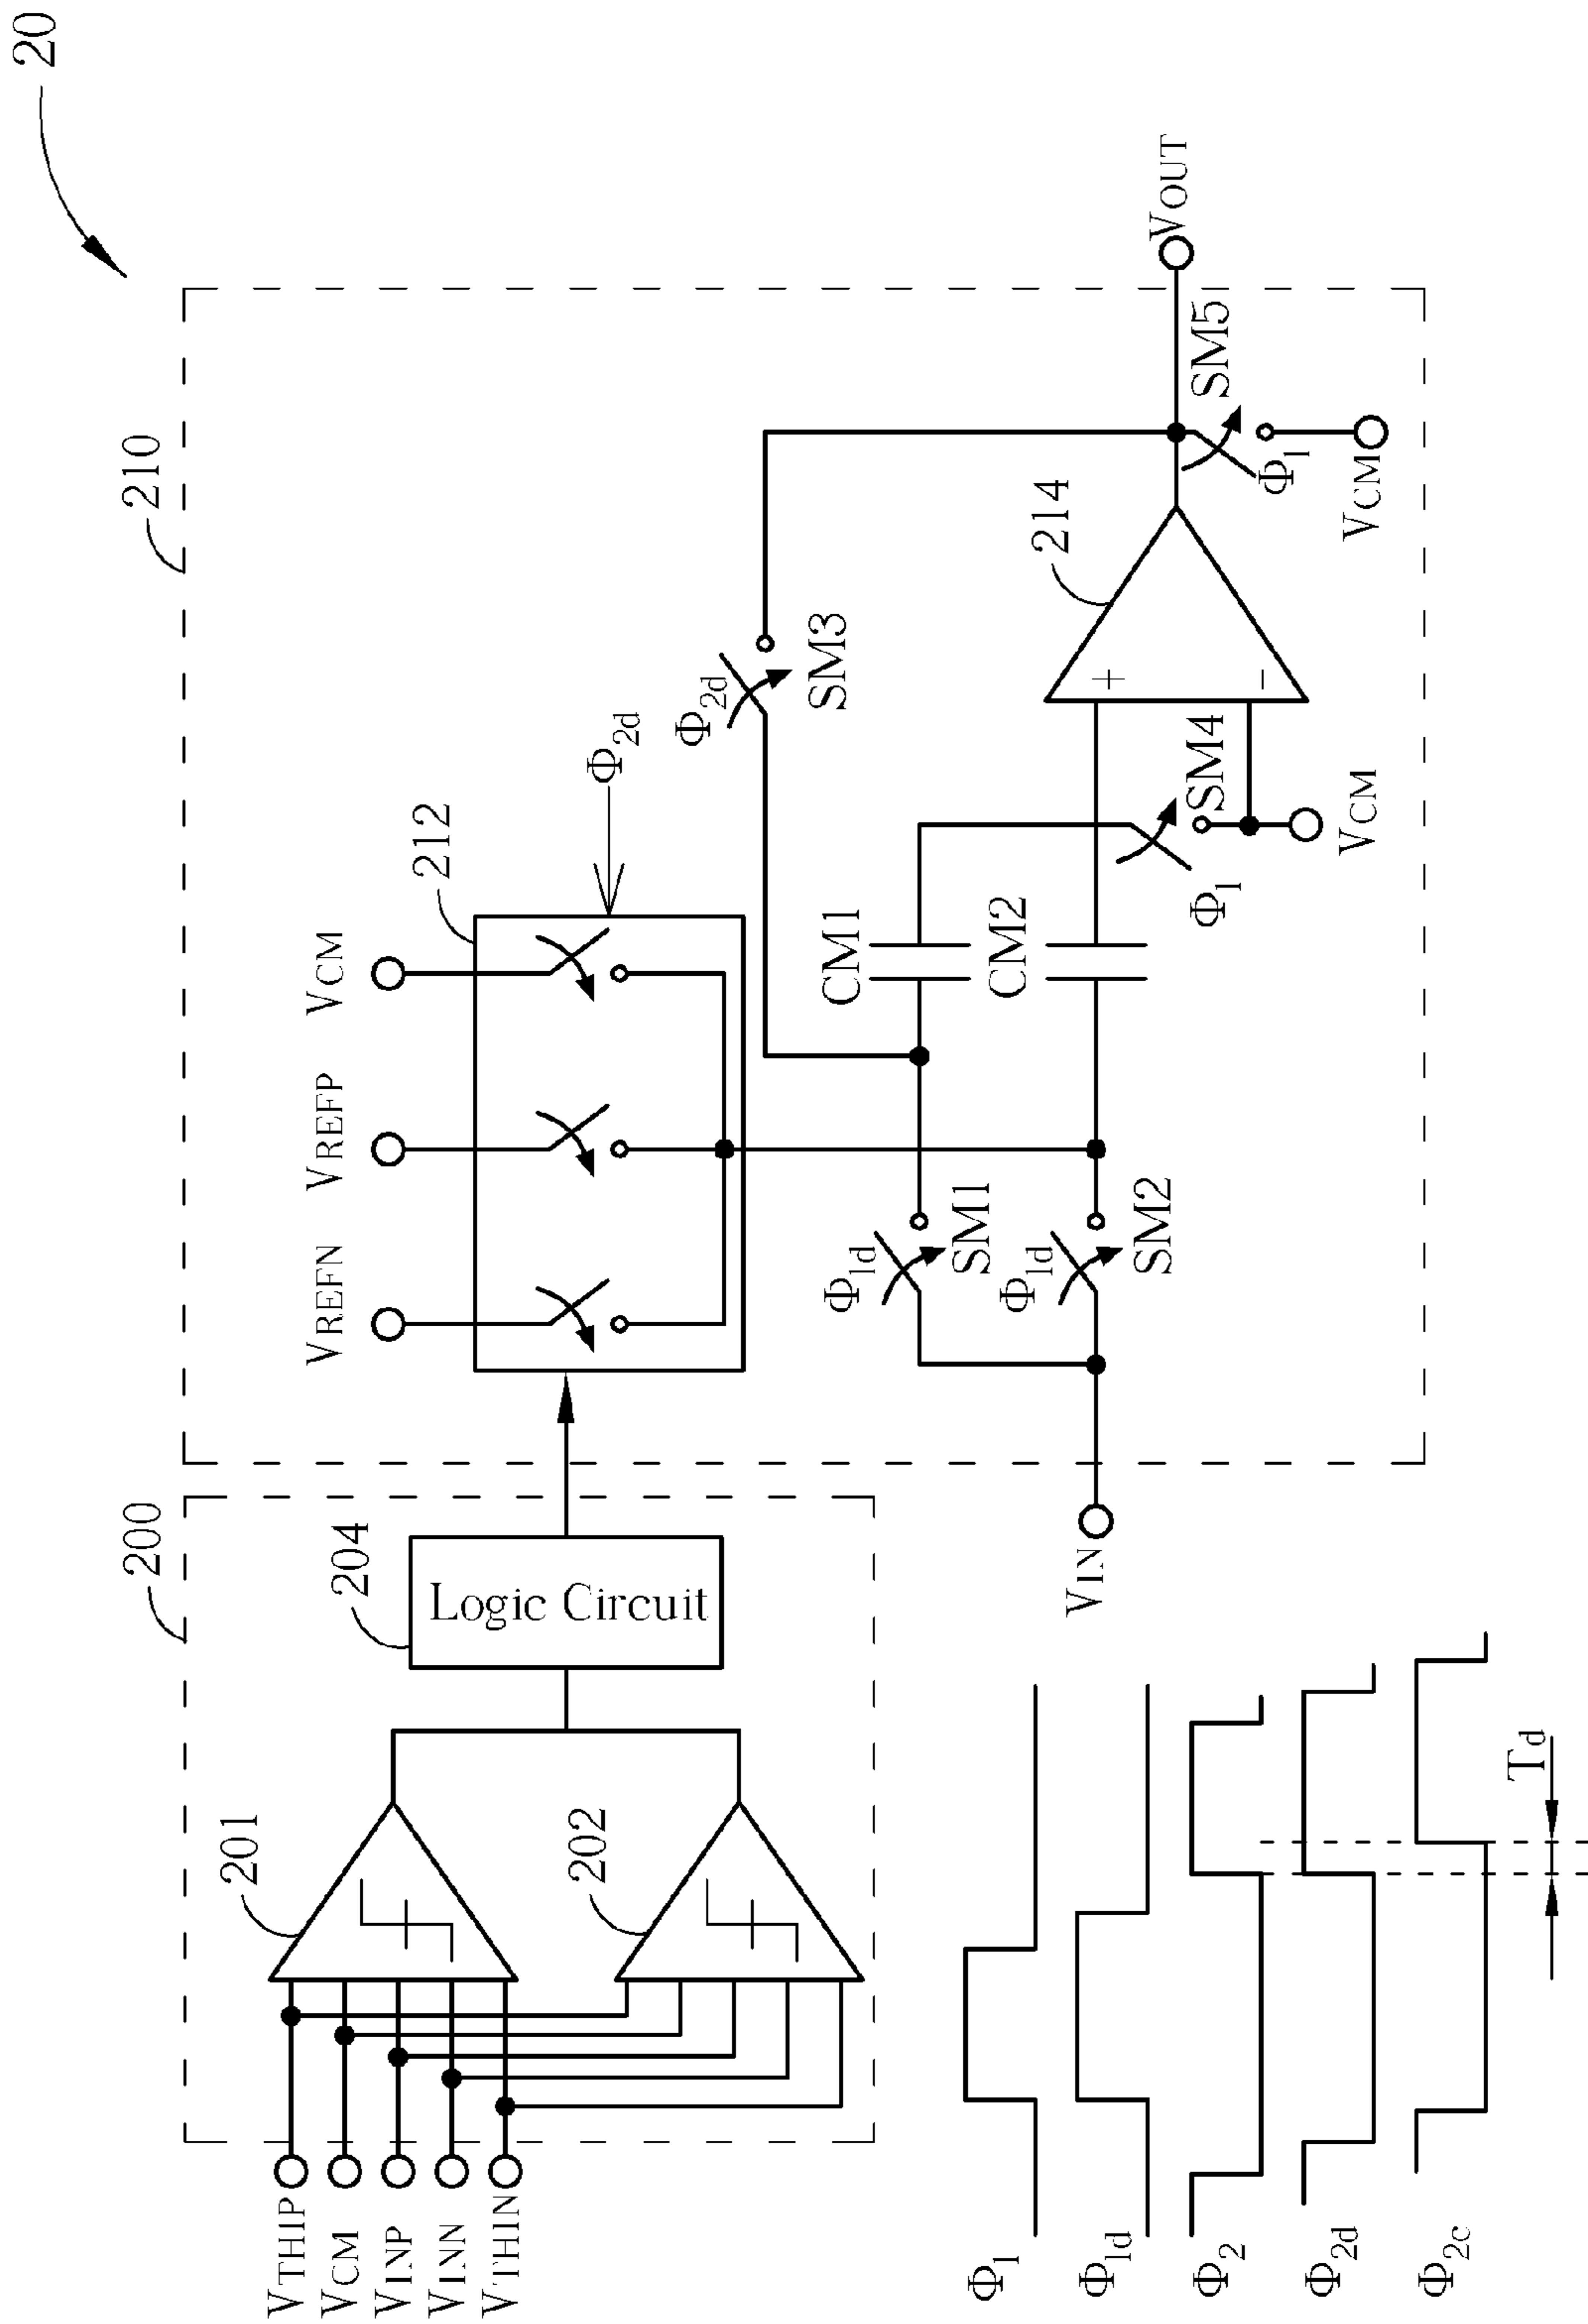 20
200
210
201
202
204
Logic Circuit
VTHIP
VCM
VINP
VINN
VTHIN
VREFN
VREFP
VCM
212
Φ2d
Φ2d
SM3
VIN
Φ1d
SM1
Φ1d
SM2
CM1
CM2
Φ1
SM4
VCM
+
−
214
Φ1
SM5
VCM
VOUT
Φ1
Φ1d
Φ2
Φ2d
Φ2c
Td